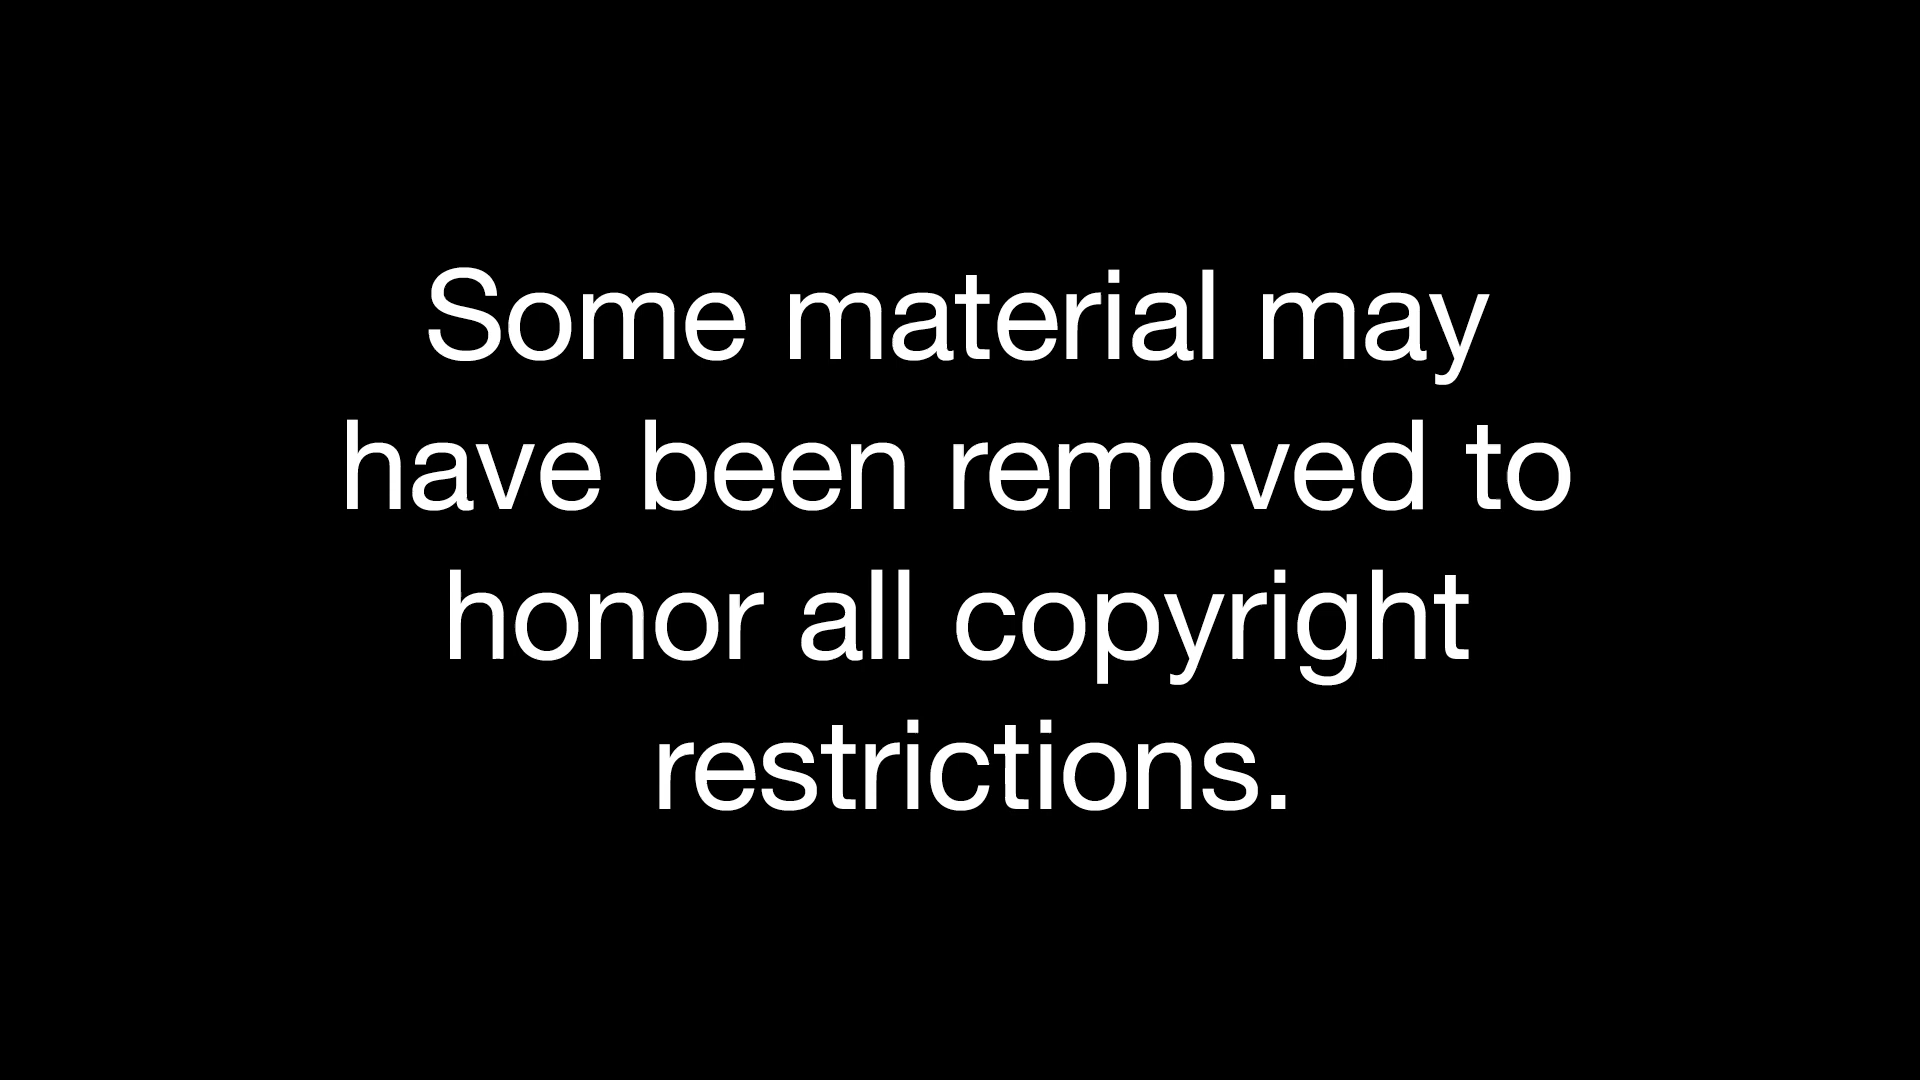 Some material may
have been removed to
honor all copyright
restrictions.